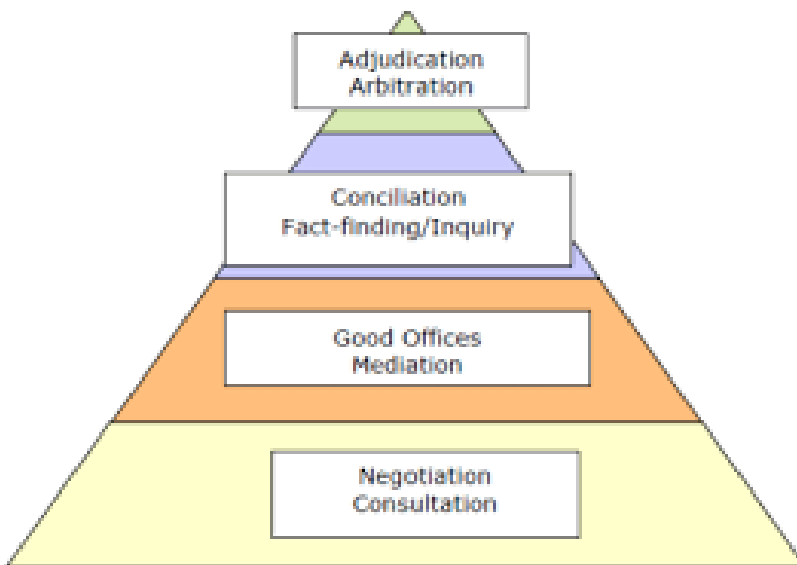 Adjudication
Arbitration
Conciliation
Fact-finding/Inquiry
Good Offices
Mediation
Negotiation
Consultation